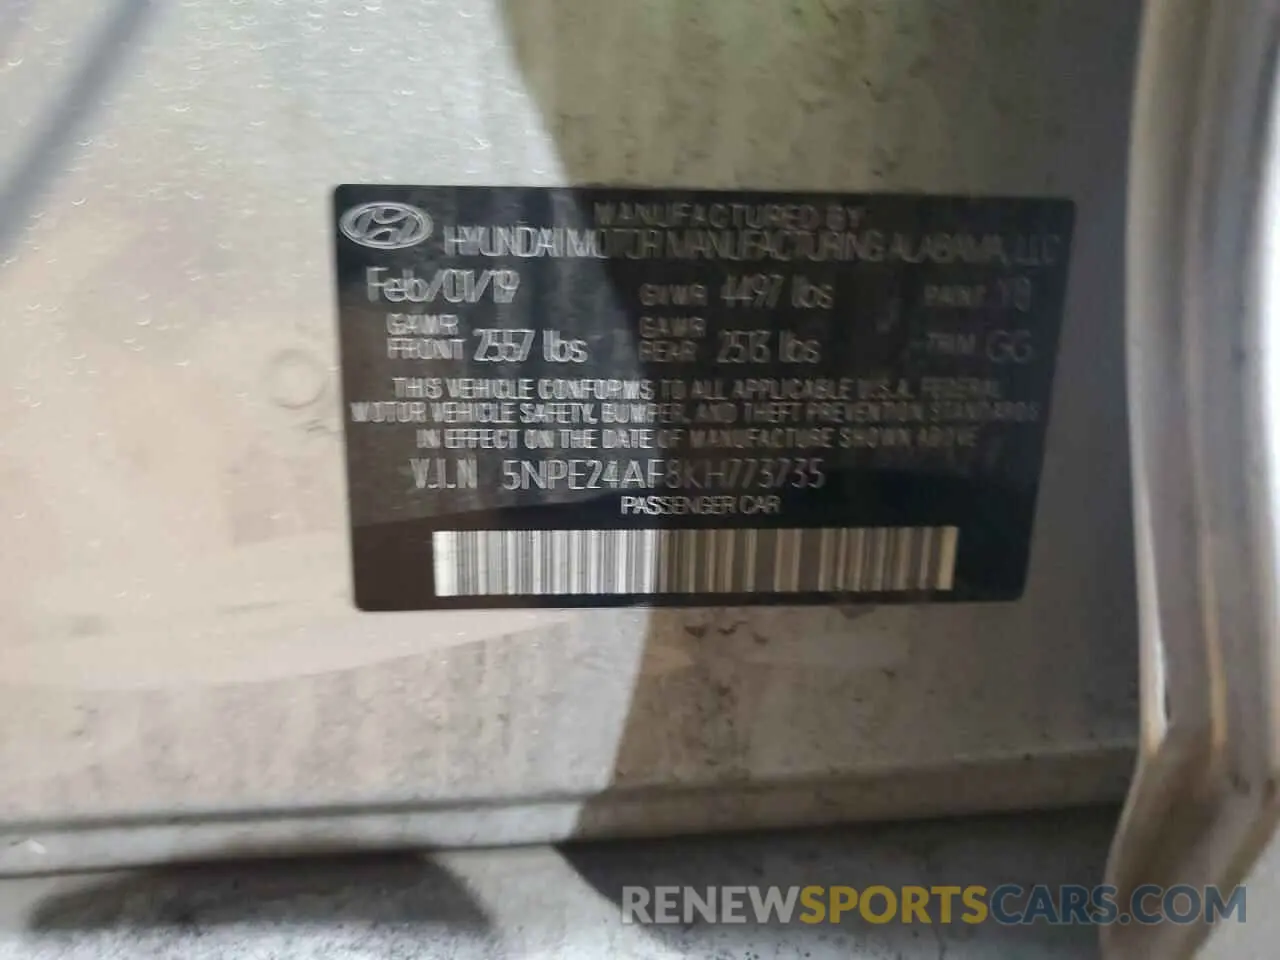 MANUFACTURED BY
HYUNDAI MOTOR MANUFACTURING ALABAMA, LLC
Feb/01/19 GVWR 4497 lbs PAINT
GAWR FRONT 2557 lbs GAWR REAR 2513 lbs TRIM GG
THIS VEHICLE CONFORMS TO ALL APPLICABLE U.S.A. FEDERAL
MOTOR VEHICLE SAFETY, BUMPER, AND THEFT PREVENTION STANDARDS
IN EFFECT ON THE DATE OF MANUFACTURE SHOWN ABOVE
V.I.N 5NPE24AF8KH773735
PASSENGER CAR
RENEWSPORTSCARS.COM